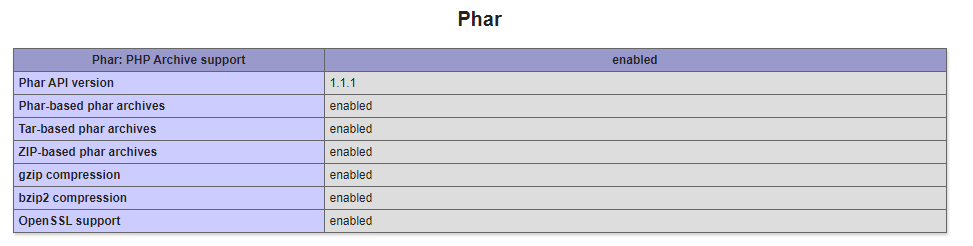 Phar
Phar: PHP Archive support enabled
Phar API version 1.1.1
Phar-based phar archives enabled
Tar-based phar archives enabled
ZIP-based phar archives enabled
gzip compression enabled
bzip2 compression enabled
OpenSSL support enabled